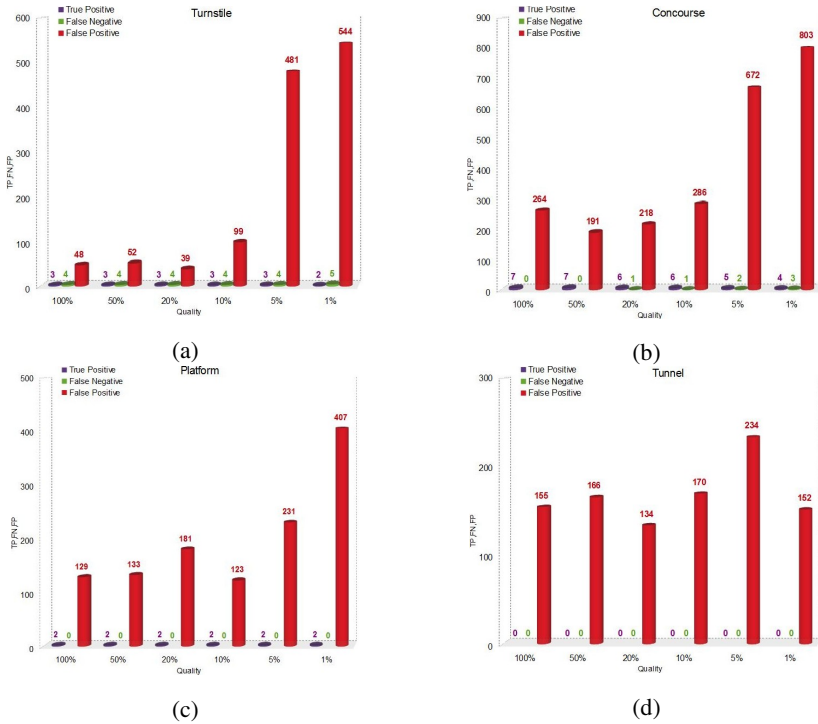 Turnstile
True Positive
False Negative
False Positive
600
500
400
300
200
100
0
TP,FN,FP
3 4 48
3 4 52
3 4 39
3 4 99
3 4 481
2 5 544
100% 50% 20% 10% 5% 1%
Quality
(a)
Concourse
True Positive
False Negative
False Positive
900
800
700
600
500
400
300
200
100
0
TP,FN,FP
7 0 264
7 0 191
6 1 218
6 1 286
5 2 672
4 3 803
100% 50% 20% 10% 5% 1%
Quality
(b)
Platform
True Positive
False Negative
False Positive
500
400
300
200
100
0
TP,FN,FP
2 0 129
2 0 133
2 0 181
2 0 123
2 0 231
2 0 407
100% 50% 20% 10% 5% 1%
Quality
(c)
Tunnel
True Positive
False Negative
False Positive
300
200
100
0
TP,FN,FP
0 0 155
0 0 166
0 0 134
0 0 170
0 0 234
0 0 152
100% 50% 20% 10% 5% 1%
Quality
(d)